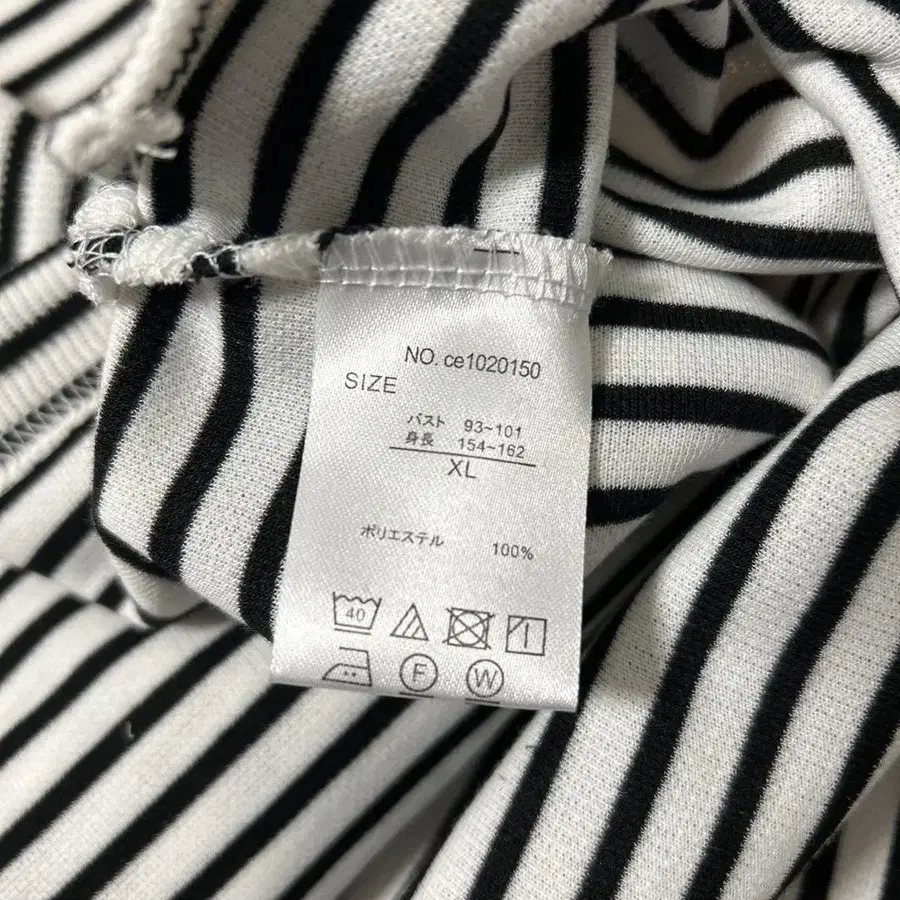 NO. ce1020150
SIZE
バスト 93~101
身長 154~162
XL
ポリエステル 100%
40
F W